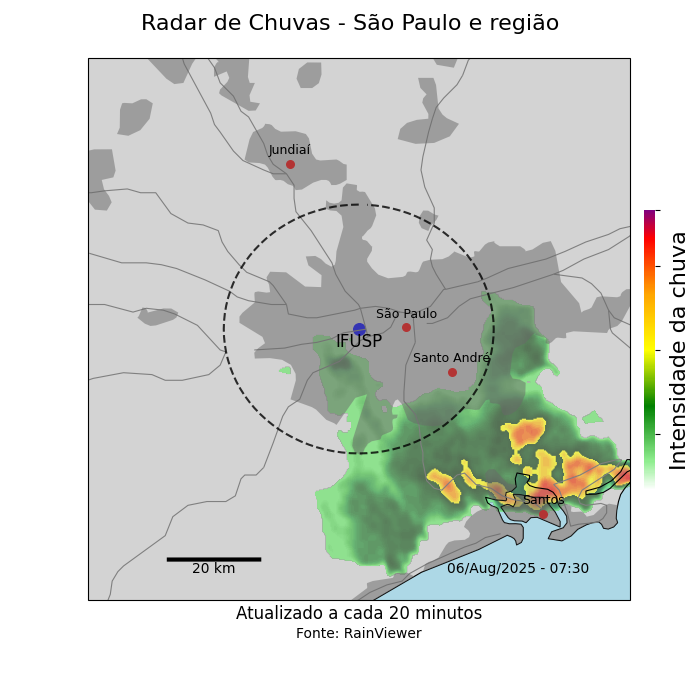 Radar de Chuvas - São Paulo e região
Jundiaí
São Paulo
IFUSP
Santo André
Intensidade da chuva
Santos
20 km
06/Aug/2025 - 07:30
Atualizado a cada 20 minutos
Fonte: RainViewer